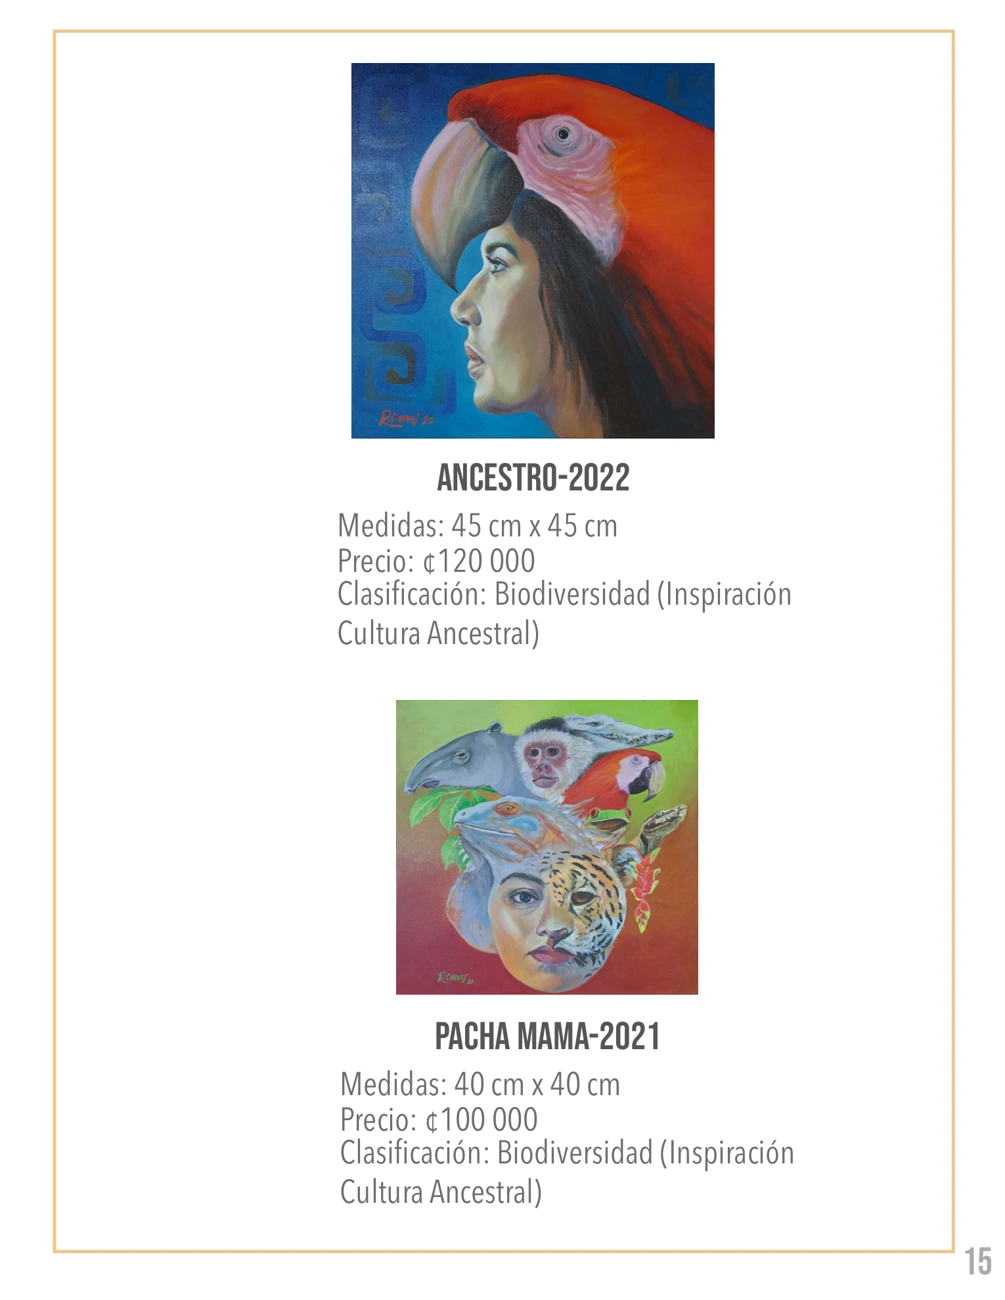 ANCESTRO-2022
Medidas: 45 cm x 45 cm
Precio: ¢120 000
Clasificación: Biodiversidad (Inspiración
Cultura Ancestral)
PACHA MAMA-2021
Medidas: 40 cm x 40 cm
Precio: ¢100 000
Clasificación: Biodiversidad (Inspiración
Cultura Ancestral)
15